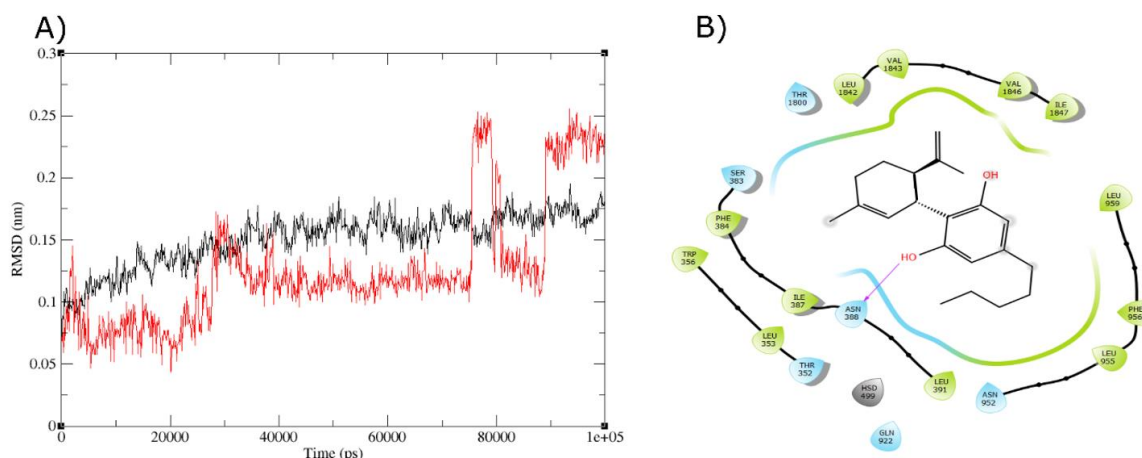 A)
0.3
0.25
0.2
0.15
0.1
0.05
0
RMSD (nm)
0 20000 40000 60000 80000 1e+05
Time (ps)
B)
VAL
1843
LEU
1842
VAL
1846
ILE
1847
THR
1800
SER
383
OH
LEU
959
PHE
384
TRP
356
HO
ILE
387
ASN
388
PHE
956
LEU
353
LEU
955
THR
352
LEU
391
HSD
499
ASN
952
GLN
922